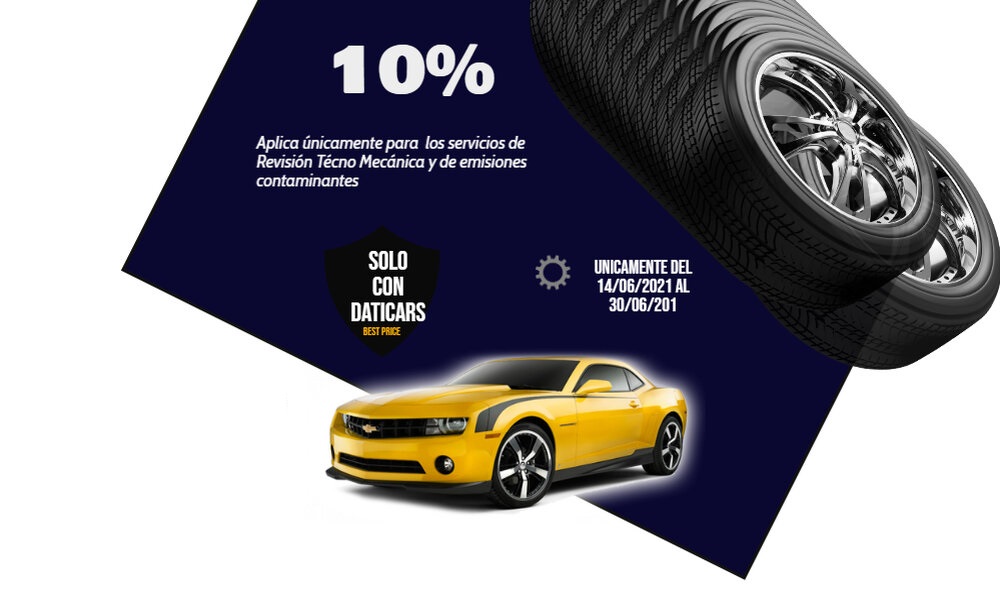 10%
Aplica únicamente para los servicios de
Revisión Técno Mecánica y de emisiones
contaminantes
SOLO
CON
DATICARS
BEST PRICE
UNICAMENTE DEL
14/06/2021 AL
30/06/201